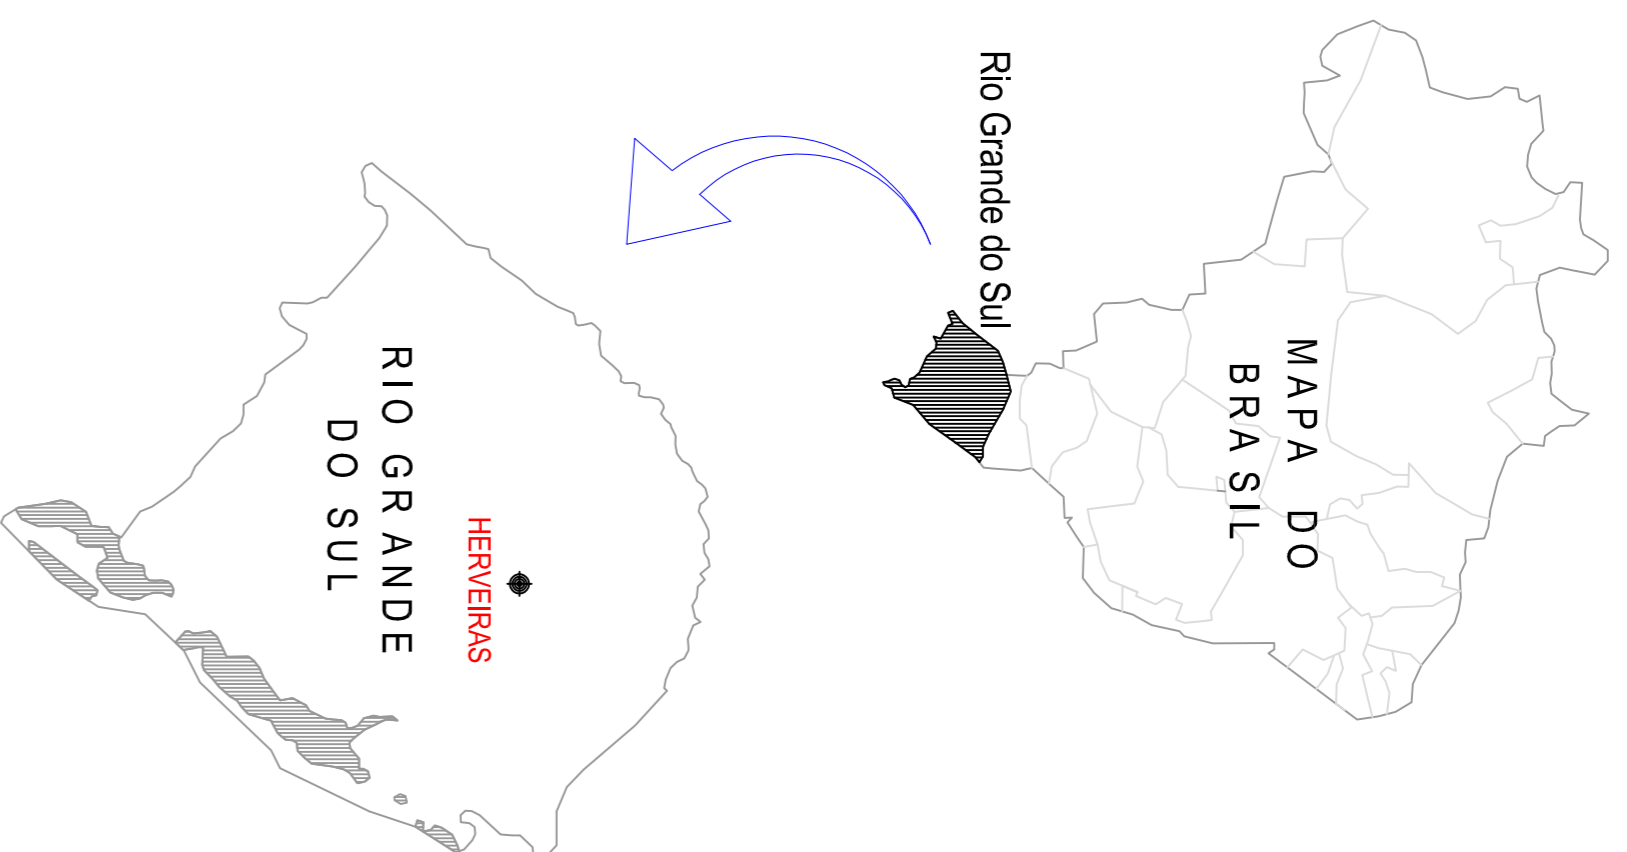 MAPA DO
BRASIL
Rio Grande do Sul
HERVEIRAS
RIO GRANDE
DO SUL